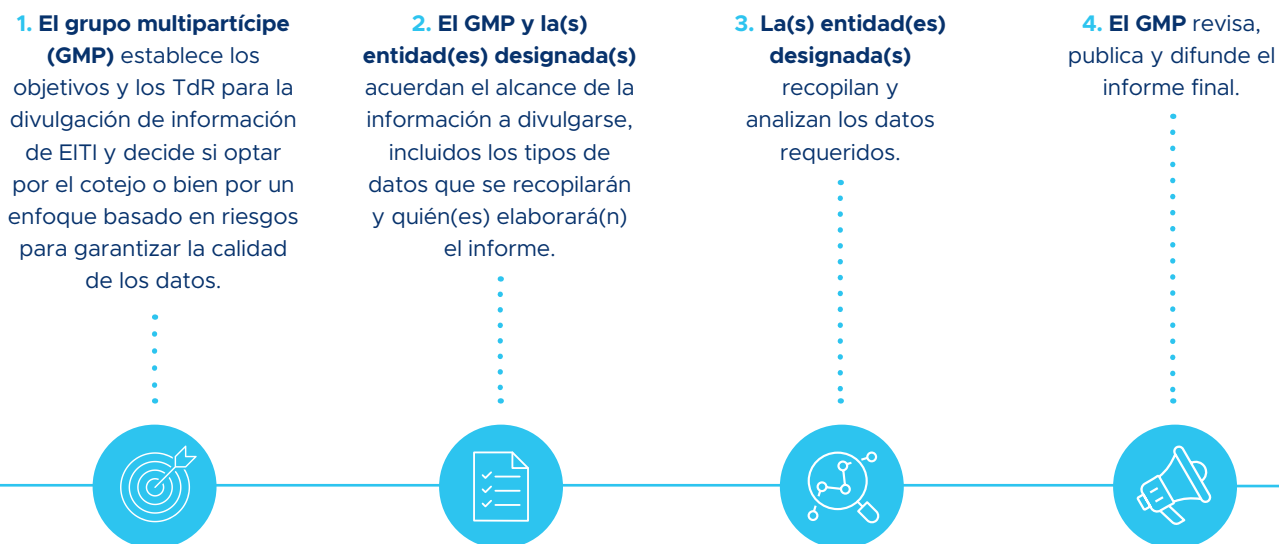 1. El grupo multipartícipe
(GMP) establece los
objetivos y los TdR para la
divulgación de información
de EITI y decide si optar
por el cotejo o bien por un
enfoque basado en riesgos
para garantizar la calidad
de los datos.
2. El GMP y la(s)
entidad(es) designada(s)
acuerdan el alcance de la
información a divulgarse,
incluidos los tipos de
datos que se recopilarán
y quién(es) elaborará(n)
el informe.
3. La(s) entidad(es)
designada(s)
recopilan y
analizan los datos
requeridos.
4. El GMP revisa,
publica y difunde el
informe final.